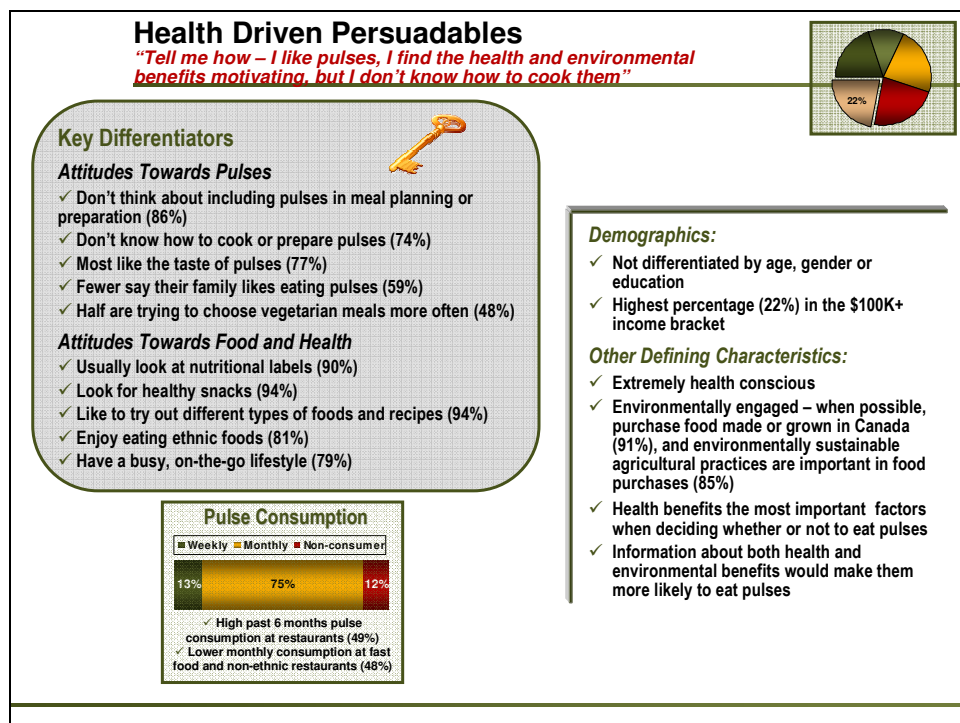 Health Driven Persuadables
“Tell me how – I like pulses, I find the health and environmental
benefits motivating, but I don’t know how to cook them”
22%
Key Differentiators
Attitudes Towards Pulses
✓ Don’t think about including pulses in meal planning or
preparation (86%)
✓ Don’t know how to cook or prepare pulses (74%)
✓ Most like the taste of pulses (77%)
✓ Fewer say their family likes eating pulses (59%)
✓ Half are trying to choose vegetarian meals more often (48%)
Attitudes Towards Food and Health
✓ Usually look at nutritional labels (90%)
✓ Look for healthy snacks (94%)
✓ Like to try out different types of foods and recipes (94%)
✓ Enjoy eating ethnic foods (81%)
✓ Have a busy, on-the-go lifestyle (79%)
Pulse Consumption
Weekly Monthly Non-consumer
13% 75% 12%
✓ High past 6 months pulse
consumption at restaurants (49%)
✓ Lower monthly consumption at fast
food and non-ethnic restaurants (48%)
Demographics:
✓ Not differentiated by age, gender or
education
✓ Highest percentage (22%) in the $100K+
income bracket
Other Defining Characteristics:
✓ Extremely health conscious
✓ Environmentally engaged – when possible,
purchase food made or grown in Canada
(91%), and environmentally sustainable
agricultural practices are important in food
purchases (85%)
✓ Health benefits the most important factors
when deciding whether or not to eat pulses
✓ Information about both health and
environmental benefits would make them
more likely to eat pulses